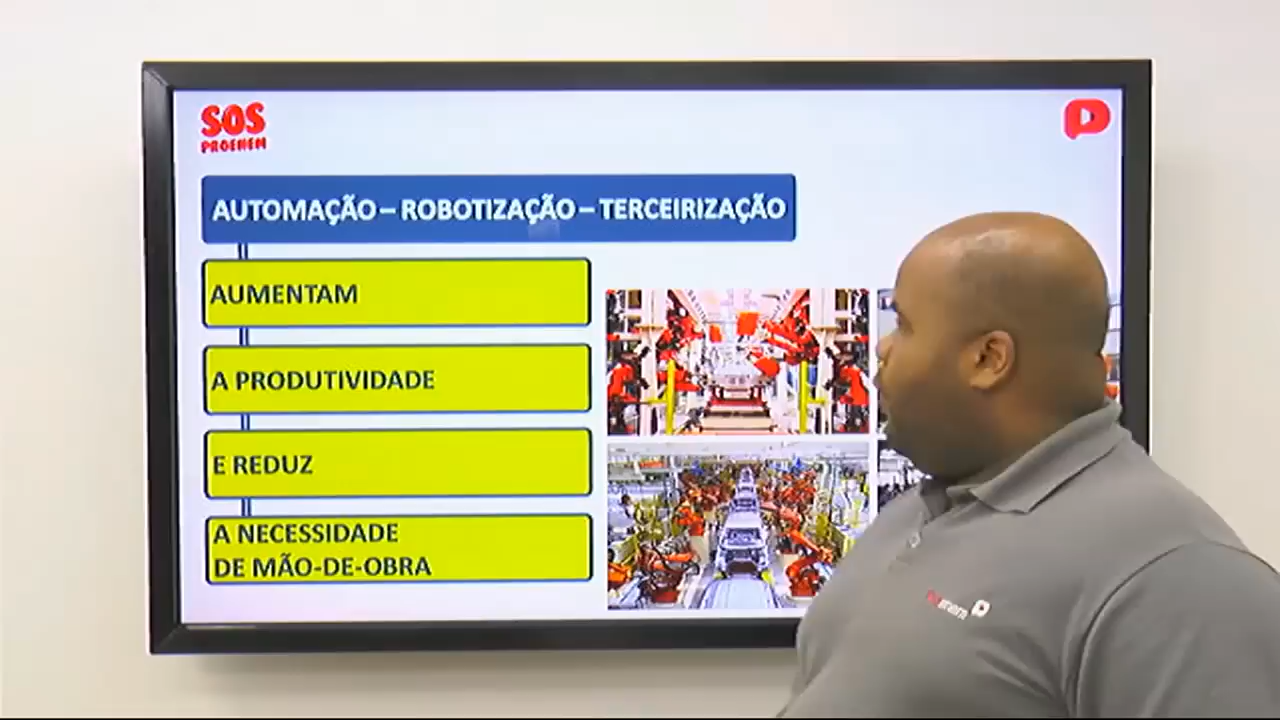 SOS
PROENEM
AUTOMAÇÃO – ROBOTIZAÇÃO – TERCEIRIZAÇÃO
AUMENTAM
A PRODUTIVIDADE
E REDUZ
A NECESSIDADE
DE MÃO-DE-OBRA